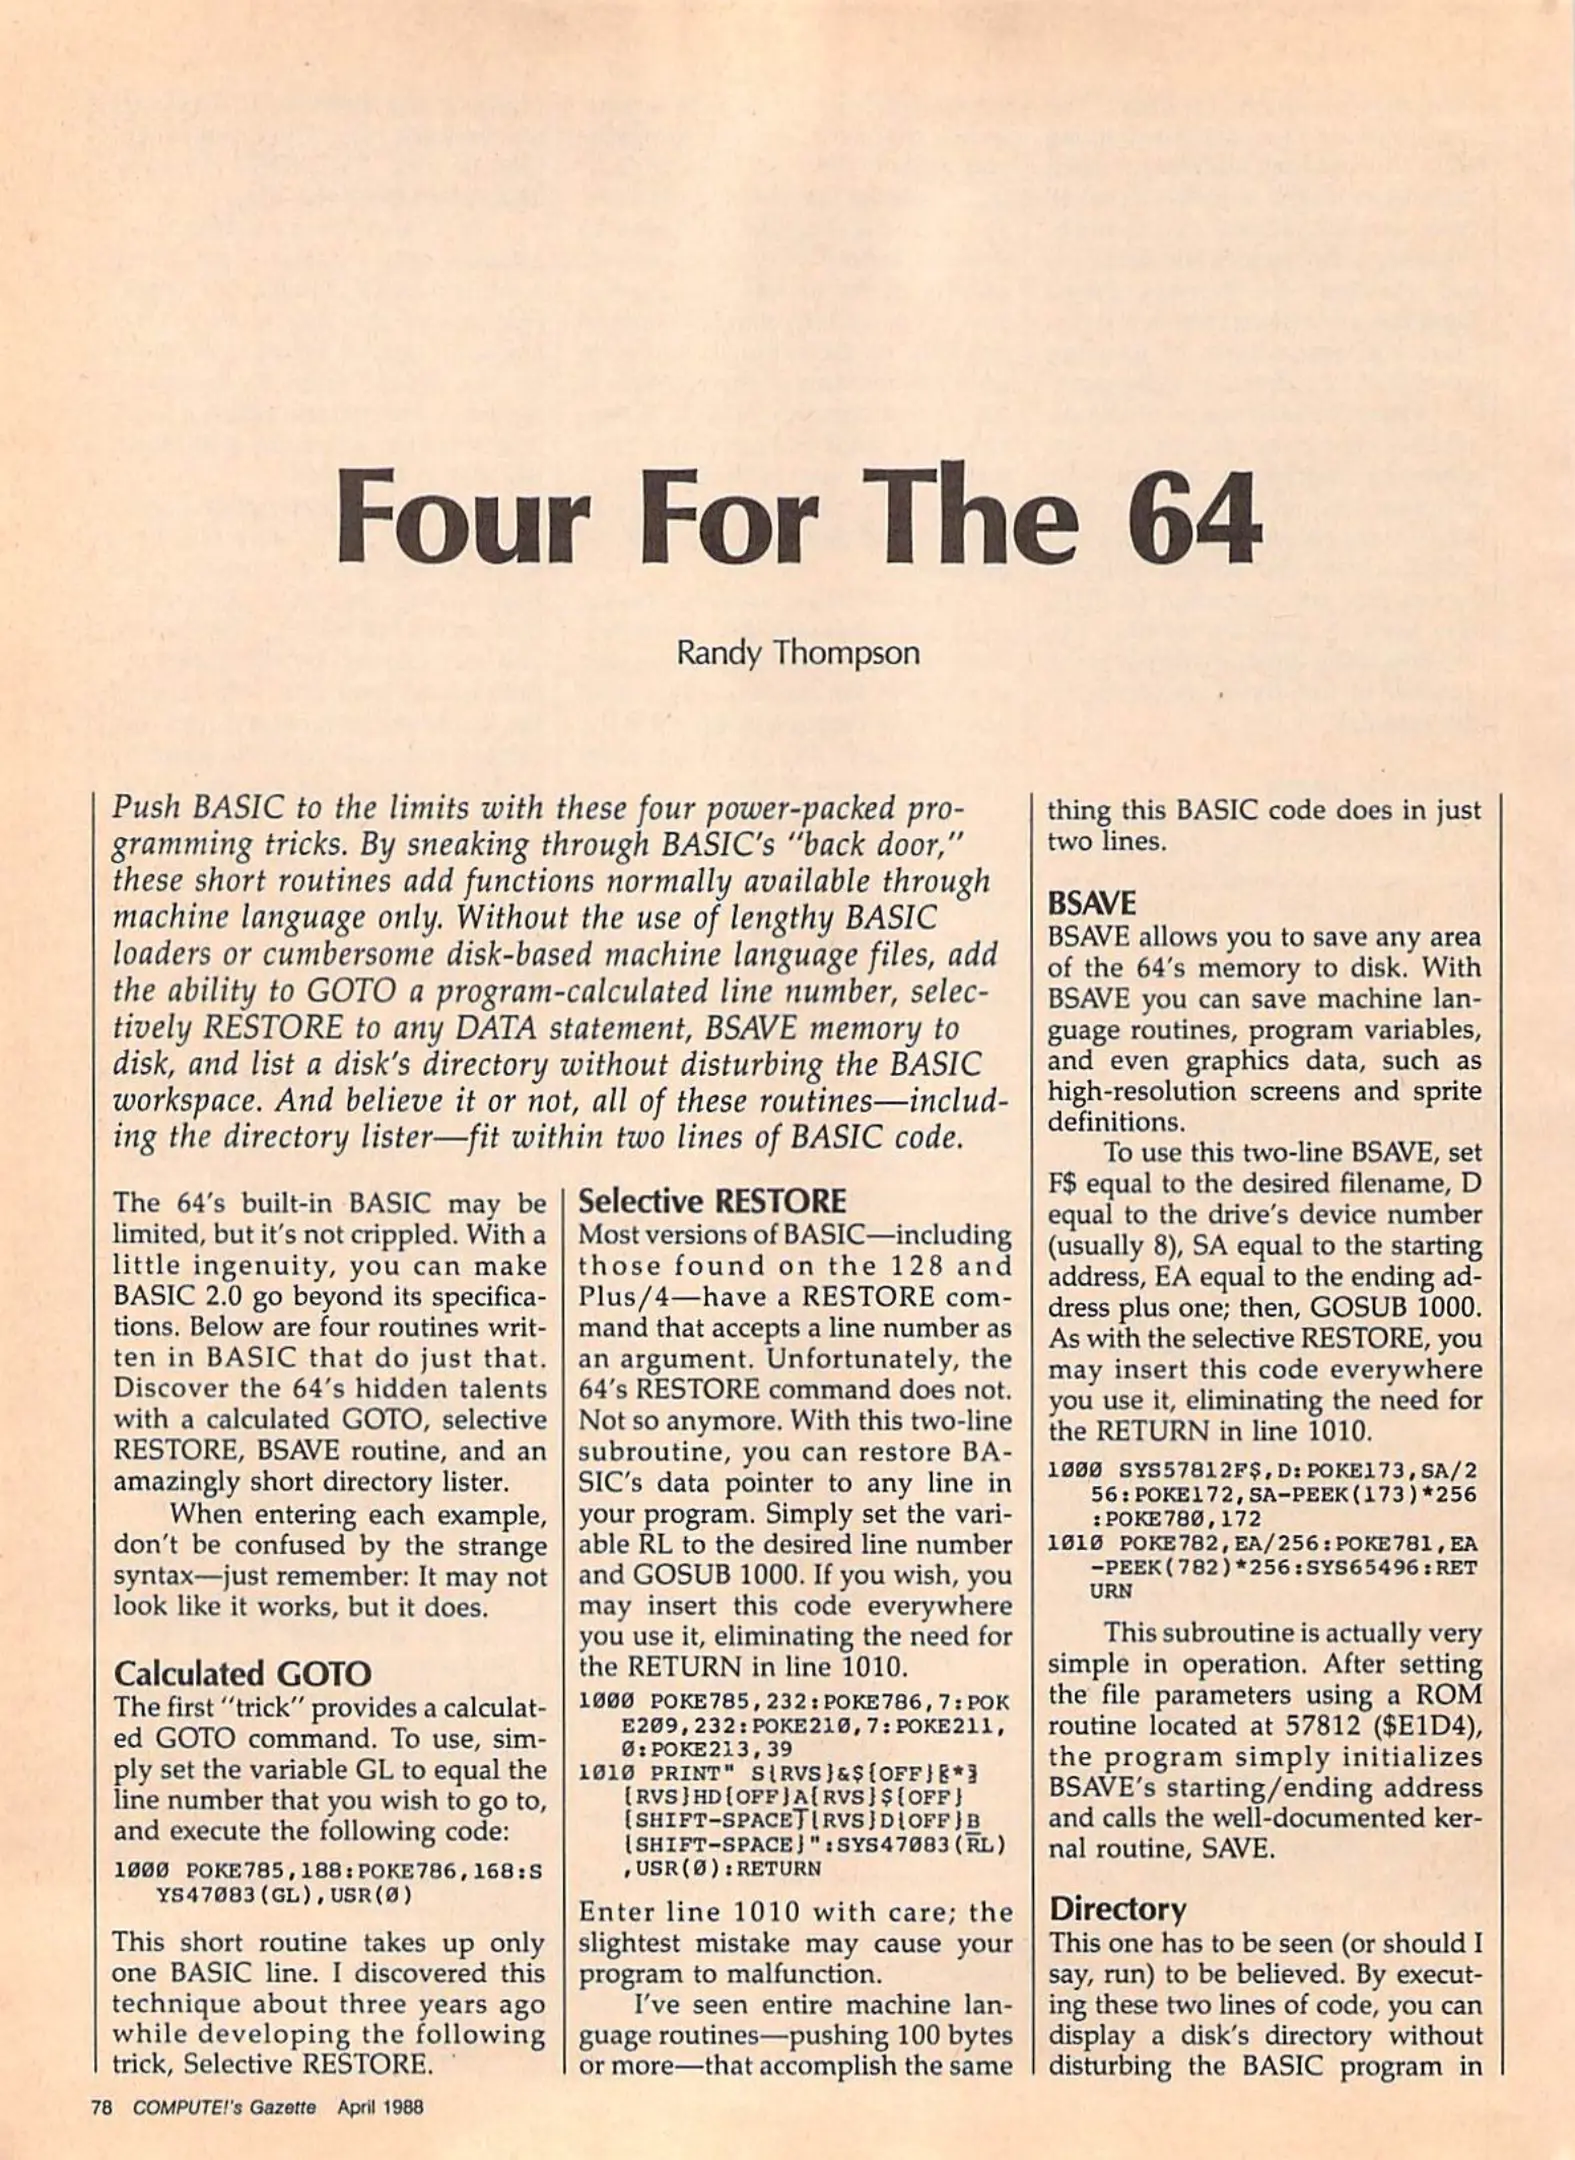 Four For The 64
Randy Thompson
Push BASIC to the limits with these four power-packed pro-
gramming tricks. By sneaking through BASIC's "back door,"
these short routines add functions normally available through
machine language only. Without the use of lengthy BASIC
loaders or cumbersome disk-based machine language files, add
the ability to GOTO a program-calculated line number, selec-
tively RESTORE to any DATA statement, BSAVE memory to
disk, and list a disk's directory without disturbing the BASIC
workspace. And believe it or not, all of these routines—includ-
ing the directory lister—fit within two lines of BASIC code.
The 64's built-in BASIC may be
limited, but it's not crippled. With a
little ingenuity, you can make
BASIC 2.0 go beyond its specifica-
tions. Below are four routines writ-
ten in BASIC that do just that.
Discover the 64's hidden talents
with a calculated GOTO, selective
RESTORE, BSAVE routine, and an
amazingly short directory lister.
When entering each example,
don't be confused by the strange
syntax—just remember: It may not
look like it works, but it does.
Calculated GOTO
The first "trick" provides a calculat-
ed GOTO command. To use, sim-
ply set the variable GL to equal the
line number that you wish to go to,
and execute the following code:
1000 POKE785,188:POKE786,168:S
YS47083(GL),USR(0)
This short routine takes up only
one BASIC line. I discovered this
technique about three years ago
while developing the following
trick, Selective RESTORE.
Selective RESTORE
Most versions of BASIC—including
those found on the 128 and
Plus/4—have a RESTORE com-
mand that accepts a line number as
an argument. Unfortunately, the
64's RESTORE command does not.
Not so anymore. With this two-line
subroutine, you can restore BA-
SIC's data pointer to any line in
your program. Simply set the vari-
able RL to the desired line number
and GOSUB 1000. If you wish, you
may insert this code everywhere
you use it, eliminating the need for
the RETURN in line 1010.
1000 POKE785,232:POKE786,7:POK
E209,232:POKE210,7:POKE211,
0:POKE213,39
1010 PRINT" S{RVS}&${OFF}[*]
{RVS}HD{OFF}A{RVS}${OFF}
{SHIFT-SPACE}{RVS}D{OFF}B
{SHIFT-SPACE}":SYS47083(RL)
,USR(0):RETURN
Enter line 1010 with care; the
slightest mistake may cause your
program to malfunction.
I've seen entire machine lan-
guage routines—pushing 100 bytes
or more—that accomplish the same
thing this BASIC code does in just
two lines.
BSAVE
BSAVE allows you to save any area
of the 64's memory to disk. With
BSAVE you can save machine lan-
guage routines, program variables,
and even graphics data, such as
high-resolution screens and sprite
definitions.
To use this two-line BSAVE, set
F$ equal to the desired filename, D
equal to the drive's device number
(usually 8), SA equal to the starting
address, EA equal to the ending ad-
dress plus one; then, GOSUB 1000.
As with the selective RESTORE, you
may insert this code everywhere
you use it, eliminating the need for
the RETURN in line 1010.
1000 SYS57812F$,D:POKE173,SA/2
56:POKE172,SA-PEEK(173)*256
:POKE780,172
1010 POKE782,EA/256:POKE781,EA
-PEEK(782)*256:SYS65496:RET
URN
This subroutine is actually very
simple in operation. After setting
the file parameters using a ROM
routine located at 57812 ($E1D4),
the program simply initializes
BSAVE's starting/ending address
and calls the well-documented ker-
nal routine, SAVE.
Directory
This one has to be seen (or should I
say, run) to be believed. By execut-
ing these two lines of code, you can
display a disk's directory without
disturbing the BASIC program in
78 COMPUTE!'s Gazette April 1988